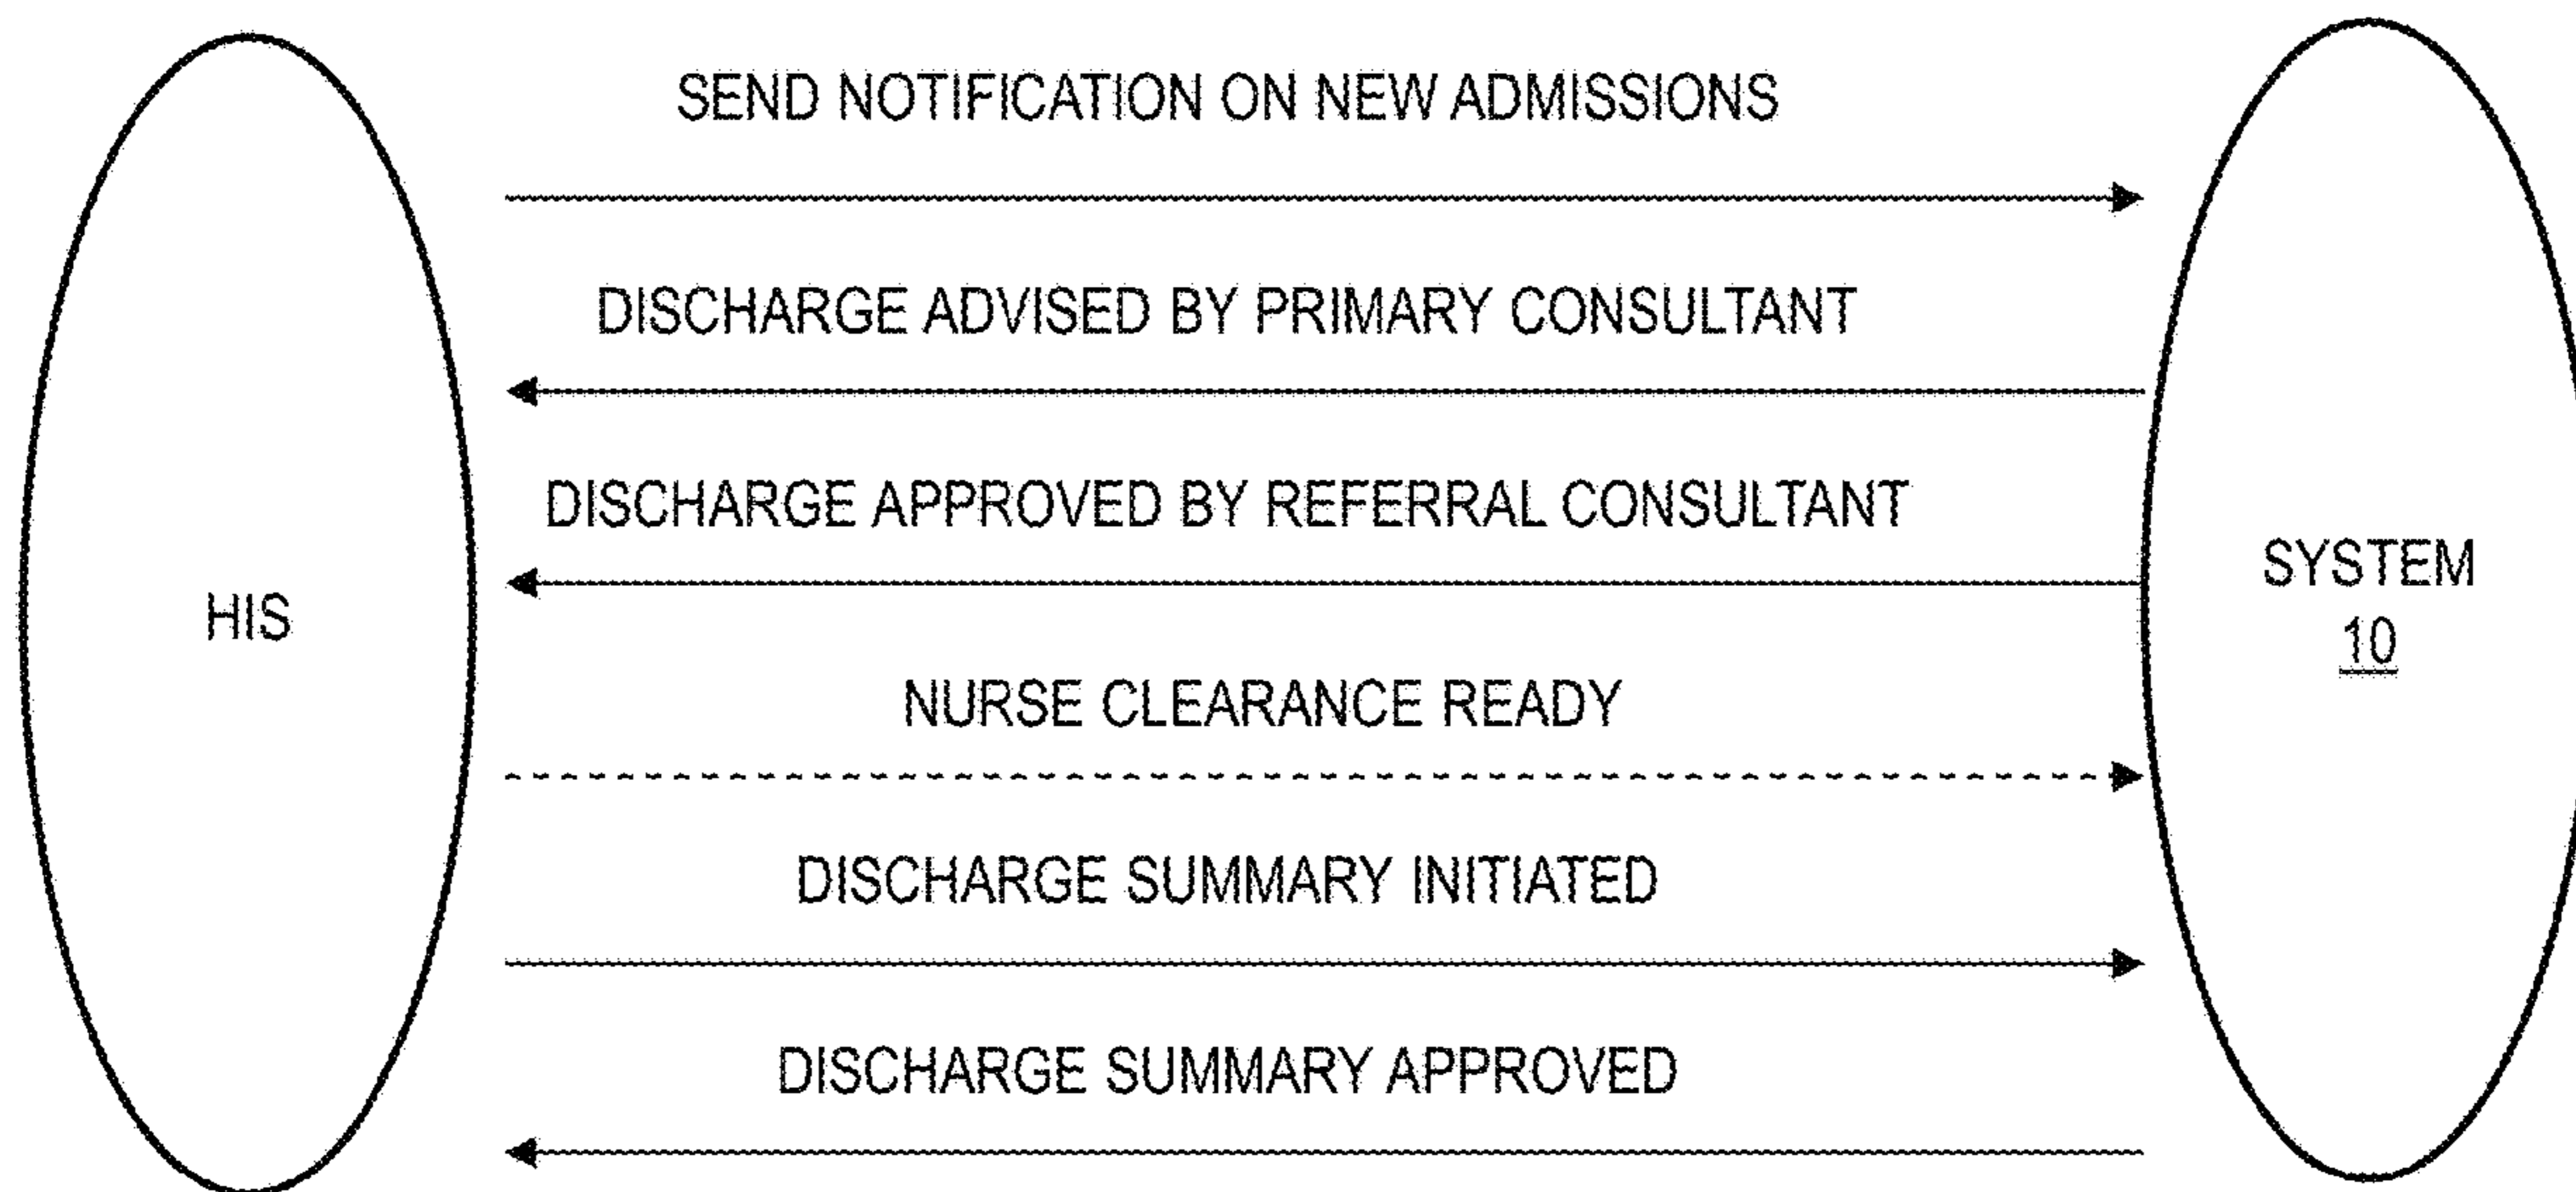 SEND NOTIFICATION ON NEW ADMISSIONS
DISCHARGE ADVISED BY PRIMARY CONSULTANT
DISCHARGE APPROVED BY REFERRAL CONSULTANT
HIS
SYSTEM
10
NURSE CLEARANCE READY
DISCHARGE SUMMARY INITIATED
DISCHARGE SUMMARY APPROVED